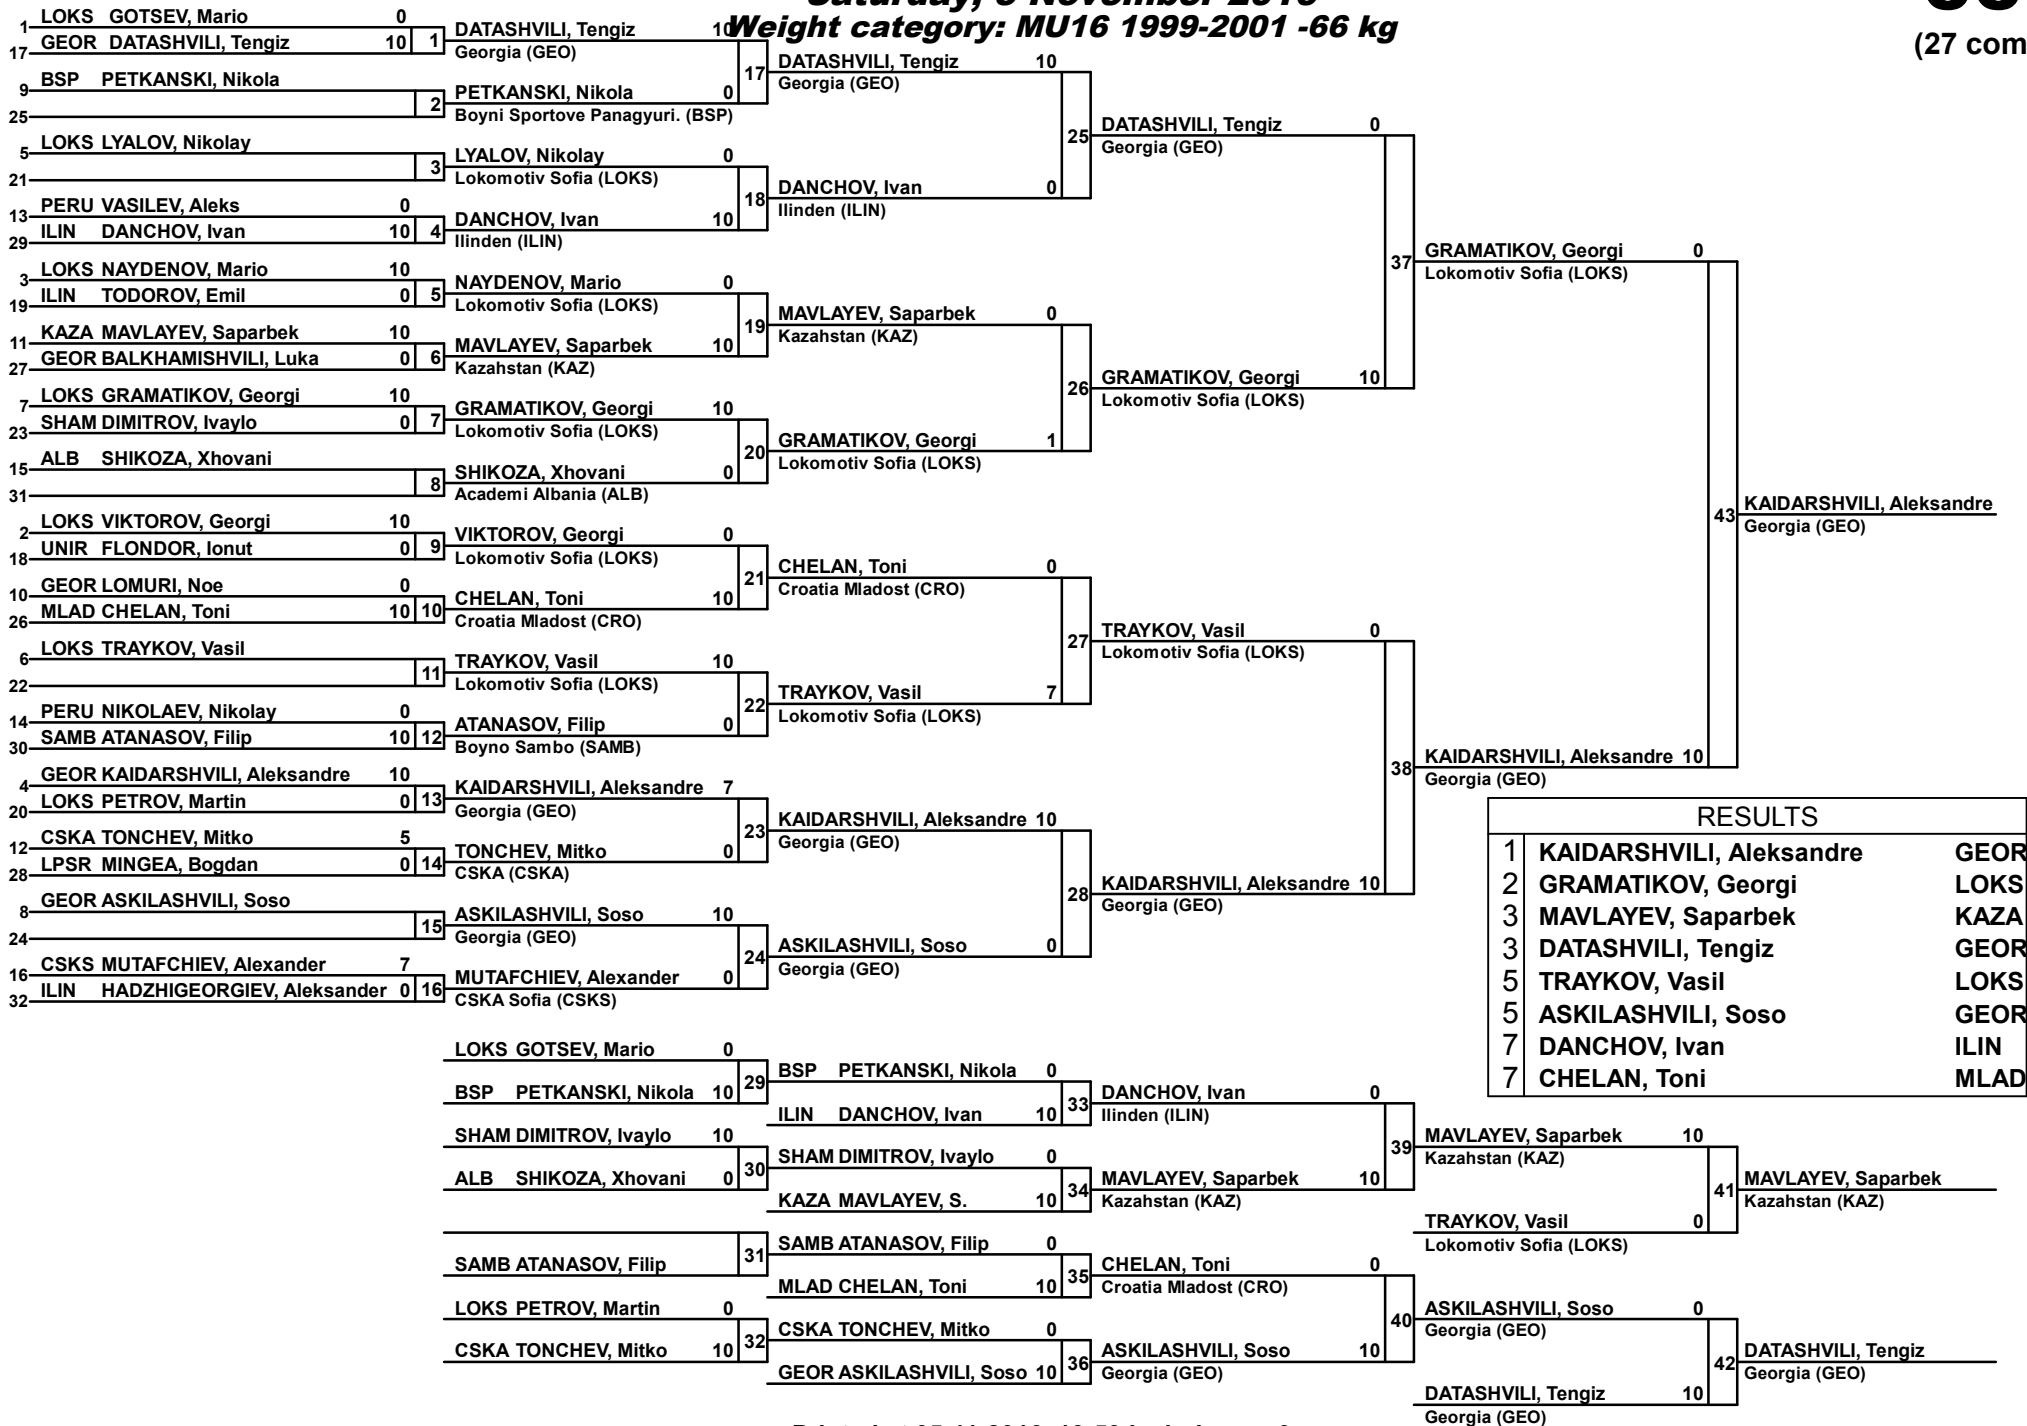 Weight category: MU16 1999-2001 -66 kg
(27 com
1 LOKS GOTSEV, Mario 0
17 GEOR DATASHVILI, Tengiz 10 1
9 BSP PETKANSKI, Nikola
25 2
5 LOKS LYALOV, Nikolay
21 3
13 PERU VASILEV, Aleks 0
29 ILIN DANCHOV, Ivan 10 4
3 LOKS NAYDENOV, Mario 10
19 ILIN TODOROV, Emil 0 5
11 KAZA MAVLAYEV, Saparbek 10
27 GEOR BALKHAMISHVILI, Luka 0 6
7 LOKS GRAMATIKOV, Georgi 10
23 SHAM DIMITROV, Ivaylo 0 7
15 ALB SHIKOZA, Xhovani
31 8
2 LOKS VIKTOROV, Georgi 10
18 UNIR FLONDOR, Ionut 0 9
10 GEOR LOMURI, Noe 0
26 MLAD CHELAN, Toni 10 10
6 LOKS TRAYKOV, Vasil
22 11
14 PERU NIKOLAEV, Nikolay 0
30 SAMB ATANASOV, Filip 10 12
4 GEOR KAIDARSHVILI, Aleksandre 10
20 LOKS PETROV, Martin 0 13
12 CSKA TONCHEV, Mitko 5
28 LPSR MINGEA, Bogdan 0 14
8 GEOR ASKILASHVILI, Soso
24 15
16 CSKS MUTAFCHIEV, Alexander 7
32 ILIN HADZHIGEORGIEV, Aleksander 0 16
DATASHVILI, Tengiz 10
Georgia (GEO)
17
PETKANSKI, Nikola 0
Boyni Sportove Panagyuri. (BSP)
LYALOV, Nikolay 0
Lokomotiv Sofia (LOKS)
18
DANCHOV, Ivan 10
Ilinden (ILIN)
NAYDENOV, Mario 0
Lokomotiv Sofia (LOKS)
19
MAVLAYEV, Saparbek 10
Kazahstan (KAZ)
GRAMATIKOV, Georgi 10
Lokomotiv Sofia (LOKS)
20
SHIKOZA, Xhovani 0
Academi Albania (ALB)
VIKTOROV, Georgi 0
Lokomotiv Sofia (LOKS)
21
CHELAN, Toni 10
Croatia Mladost (CRO)
TRAYKOV, Vasil 10
Lokomotiv Sofia (LOKS)
22
ATANASOV, Filip 0
Boyno Sambo (SAMB)
KAIDARSHVILI, Aleksandre 7
Georgia (GEO)
23
TONCHEV, Mitko 0
CSKA (CSKA)
ASKILASHVILI, Soso 10
Georgia (GEO)
24
MUTAFCHIEV, Alexander 0
CSKA Sofia (CSKS)
DATASHVILI, Tengiz 10
Georgia (GEO)
25
DANCHOV, Ivan 0
Ilinden (ILIN)
MAVLAYEV, Saparbek 0
Kazahstan (KAZ)
26
GRAMATIKOV, Georgi 1
Lokomotiv Sofia (LOKS)
CHELAN, Toni 0
Croatia Mladost (CRO)
27
TRAYKOV, Vasil 7
Lokomotiv Sofia (LOKS)
KAIDARSHVILI, Aleksandre 10
Georgia (GEO)
28
ASKILASHVILI, Soso 0
Georgia (GEO)
DATASHVILI, Tengiz 0
Georgia (GEO)
37
GRAMATIKOV, Georgi 10
Lokomotiv Sofia (LOKS)
TRAYKOV, Vasil 0
Lokomotiv Sofia (LOKS)
38
KAIDARSHVILI, Aleksandre 10
Georgia (GEO)
GRAMATIKOV, Georgi 0
Lokomotiv Sofia (LOKS)
43
KAIDARSHVILI, Aleksandre 10
Georgia (GEO)
KAIDARSHVILI, Aleksandre
Georgia (GEO)
RESULTS
1 KAIDARSHVILI, Aleksandre GEOR
2 GRAMATIKOV, Georgi LOKS
3 MAVLAYEV, Saparbek KAZA
3 DATASHVILI, Tengiz GEOR
5 TRAYKOV, Vasil LOKS
5 ASKILASHVILI, Soso GEOR
7 DANCHOV, Ivan ILIN
7 CHELAN, Toni MLAD
LOKS GOTSEV, Mario 0
29
BSP PETKANSKI, Nikola 10
SHAM DIMITROV, Ivaylo 10
30
ALB SHIKOZA, Xhovani 0
31
SAMB ATANASOV, Filip
LOKS PETROV, Martin 0
32
CSKA TONCHEV, Mitko 10
BSP PETKANSKI, Nikola 0
33
ILIN DANCHOV, Ivan 10
SHAM DIMITROV, Ivaylo 0
34
KAZA MAVLAYEV, S. 10
SAMB ATANASOV, Filip 0
35
MLAD CHELAN, Toni 10
CSKA TONCHEV, Mitko 0
36
GEOR ASKILASHVILI, Soso 10
DANCHOV, Ivan 0
Ilinden (ILIN)
39
MAVLAYEV, Saparbek 10
Kazahstan (KAZ)
CHELAN, Toni 0
Croatia Mladost (CRO)
40
ASKILASHVILI, Soso 10
Georgia (GEO)
MAVLAYEV, Saparbek 10
Kazahstan (KAZ)
41
TRAYKOV, Vasil 0
Lokomotiv Sofia (LOKS)
ASKILASHVILI, Soso 0
Georgia (GEO)
42
DATASHVILI, Tengiz 10
Georgia (GEO)
MAVLAYEV, Saparbek
Kazahstan (KAZ)
DATASHVILI, Tengiz
Georgia (GEO)